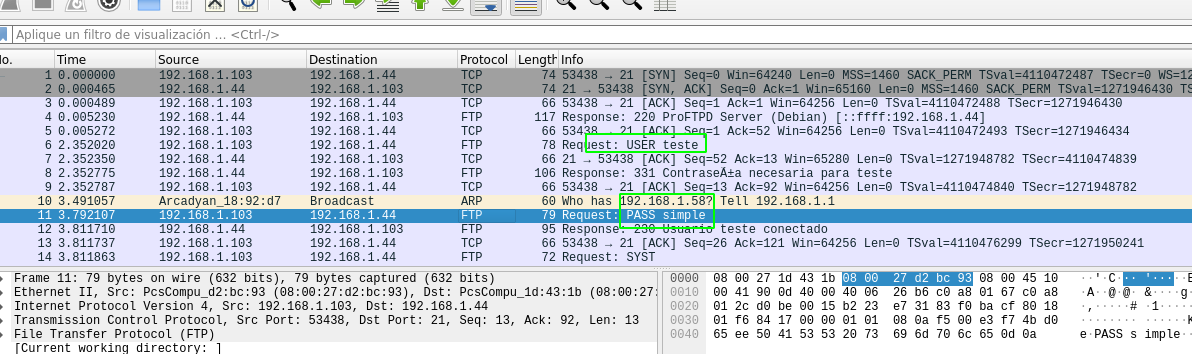 Aplique un filtro de visualización … <Ctrl-/>
No. Time Source Destination Protocol Length Info
1 0.000000 192.168.1.103 192.168.1.44 TCP 74 53438 → 21 [SYN] Seq=0 Win=64240 Len=0 MSS=1460 SACK_PERM TSval=4110472487 TSecr=0 WS=12
2 0.000465 192.168.1.44 192.168.1.103 TCP 74 21 → 53438 [SYN, ACK] Seq=0 Ack=1 Win=65160 Len=0 MSS=1460 SACK_PERM TSval=1271946430 TS
3 0.000489 192.168.1.103 192.168.1.44 TCP 66 53438 → 21 [ACK] Seq=1 Ack=1 Win=64256 Len=0 TSval=4110472488 TSecr=1271946430
4 0.005230 192.168.1.44 192.168.1.103 FTP 117 Response: 220 ProFTPD Server (Debian) [::ffff:192.168.1.44]
5 0.005272 192.168.1.103 192.168.1.44 TCP 66 53438 → 21 [ACK] Seq=1 Ack=52 Win=64256 Len=0 TSval=4110472493 TSecr=1271946434
6 2.352020 192.168.1.103 192.168.1.44 FTP 78 Request: USER teste
7 2.352350 192.168.1.44 192.168.1.103 TCP 66 21 → 53438 [ACK] Seq=52 Ack=13 Win=65280 Len=0 TSval=1271948782 TSecr=4110474839
8 2.352775 192.168.1.44 192.168.1.103 FTP 106 Response: 331 ContraseÃ±a necesaria para teste
9 2.352787 192.168.1.103 192.168.1.44 TCP 66 53438 → 21 [ACK] Seq=13 Ack=92 Win=64256 Len=0 TSval=4110474840 TSecr=1271948782
10 3.491057 Arcadyan_18:92:d7 Broadcast ARP 60 Who has 192.168.1.58? Tell 192.168.1.1
11 3.792107 192.168.1.103 192.168.1.44 FTP 79 Request: PASS simple
12 3.811710 192.168.1.44 192.168.1.103 FTP 95 Response: 230 Usuario teste conectado
13 3.811737 192.168.1.103 192.168.1.44 TCP 66 53438 → 21 [ACK] Seq=26 Ack=121 Win=64256 Len=0 TSval=4110476299 TSecr=1271950241
14 3.811863 192.168.1.103 192.168.1.44 FTP 72 Request: SYST
Frame 11: 79 bytes on wire (632 bits), 79 bytes captured (632 bits)
Ethernet II, Src: PcsCompu_d2:bc:93 (08:00:27:d2:bc:93), Dst: PcsCompu_1d:43:1b (08:00:27:
Internet Protocol Version 4, Src: 192.168.1.103, Dst: 192.168.1.44
Transmission Control Protocol, Src Port: 53438, Dst Port: 21, Seq: 13, Ack: 92, Len: 13
File Transfer Protocol (FTP)
[Current working directory: ]
0000 08 00 27 1d 43 1b 08 00 27 d2 bc 93 08 00 45 10 ··'·C···'·····E·
0010 00 41 90 0d 40 00 40 06 26 b6 c0 a8 01 67 c0 a8 ·A··@·@·&····g··
0020 01 2c d0 be 00 15 b2 23 e7 31 83 f0 ba cf 80 18 ·,·····#·1······
0030 01 f6 84 17 00 00 01 01 08 0a f5 00 e3 f7 4b d0 ··············K·
0040 65 ee 50 41 53 53 20 73 69 6d 70 6c 65 0d 0a e·PASS simple··